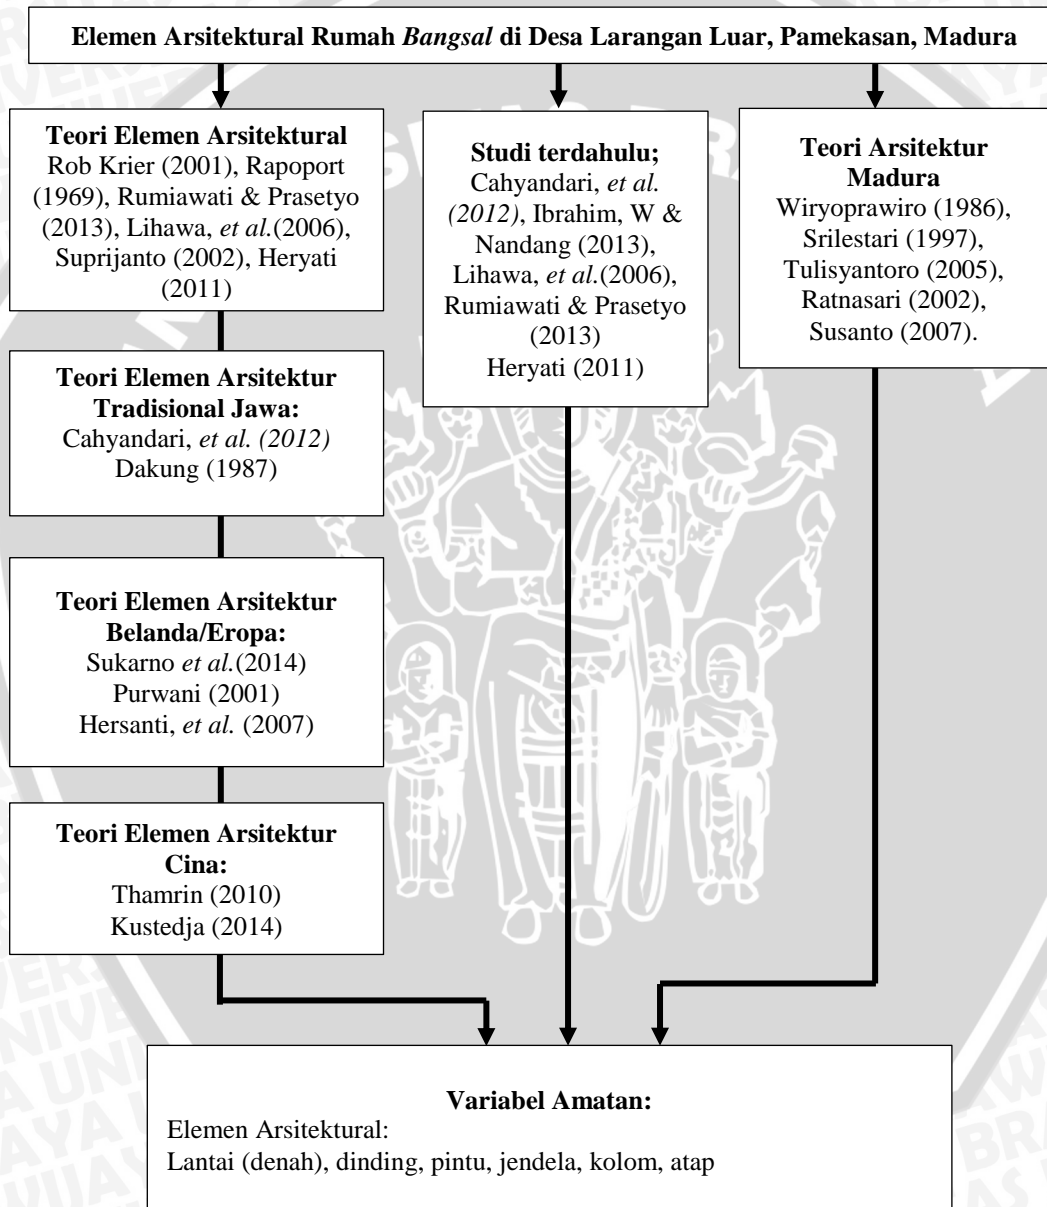 Elemen Arsitektural Rumah Bangsal di Desa Larangan Luar, Pamekasan, Madura
Teori Elemen Arsitektural
Rob Krier (2001), Rapoport
(1969), Rumiawati & Prasetyo
(2013), Lihawa, et al.(2006),
Suprijanto (2002), Heryati
(2011)
Teori Elemen Arsitektur
Tradisional Jawa:
Cahyandari, et al. (2012)
Dakung (1987)
Teori Elemen Arsitektur
Belanda/Eropa:
Sukarno et al.(2014)
Purwani (2001)
Hersanti, et al. (2007)
Teori Elemen Arsitektur
Cina:
Thamrin (2010)
Kustedja (2014)
Studi terdahulu;
Cahyandari, et al.
(2012), Ibrahim, W &
Nandang (2013),
Lihawa, et al.(2006),
Rumiawati & Prasetyo
(2013)
Heryati (2011)
Teori Arsitektur
Madura
Wiryoprawiro (1986),
Srilestari (1997),
Tulisyantoro (2005),
Ratnasari (2002),
Susanto (2007).
Variabel Amatan:
Elemen Arsitektural:
Lantai (denah), dinding, pintu, jendela, kolom, atap